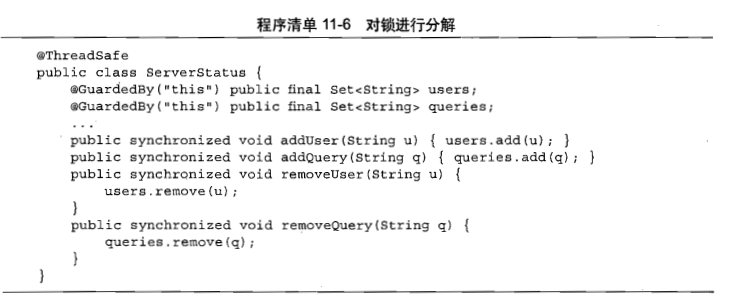 程序清单 11-6 对锁进行分解
@ThreadSafe
public class ServerStatus {
    @GuardedBy("this") public final Set<String> users;
    @GuardedBy("this") public final Set<String> queries;
    ...
    public synchronized void addUser(String u) { users.add(u); }
    public synchronized void addQuery(String q) { queries.add(q); }
    public synchronized void removeUser(String u) {
        users.remove(u);
    }
    public synchronized void removeQuery(String q) {
        queries.remove(q);
    }
}